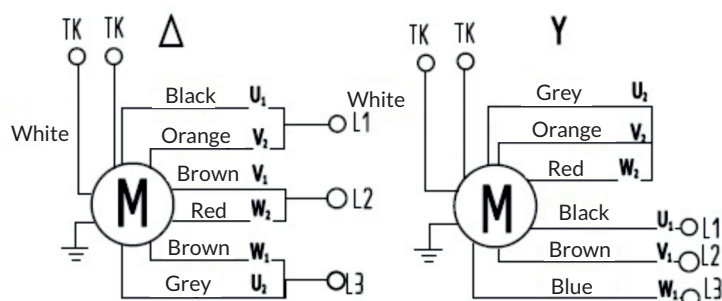 TK TK Δ
White
Black U₁
Orange V₂
L1
Brown V₁
Red W₂
L2
Brown W₁
Grey U₂
L3
M
TK TK Y
White
Grey U₂
Orange V₂
Red W₂
M
Black U₁ L1
Brown V₁ L2
Blue W₁ L3